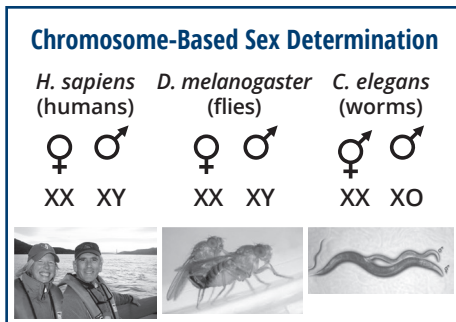 Chromosome-Based Sex Determination
H. sapiens D. melanogaster C. elegans
(humans) (flies) (worms)
XX XY XX XY XX XO